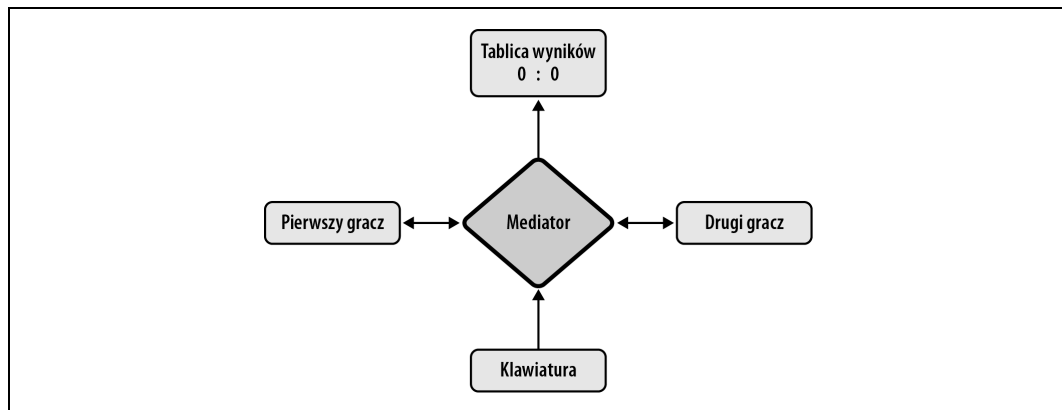 Tablica wyników
0 : 0
Pierwszy gracz
Mediator
Drugi gracz
Klawiatura